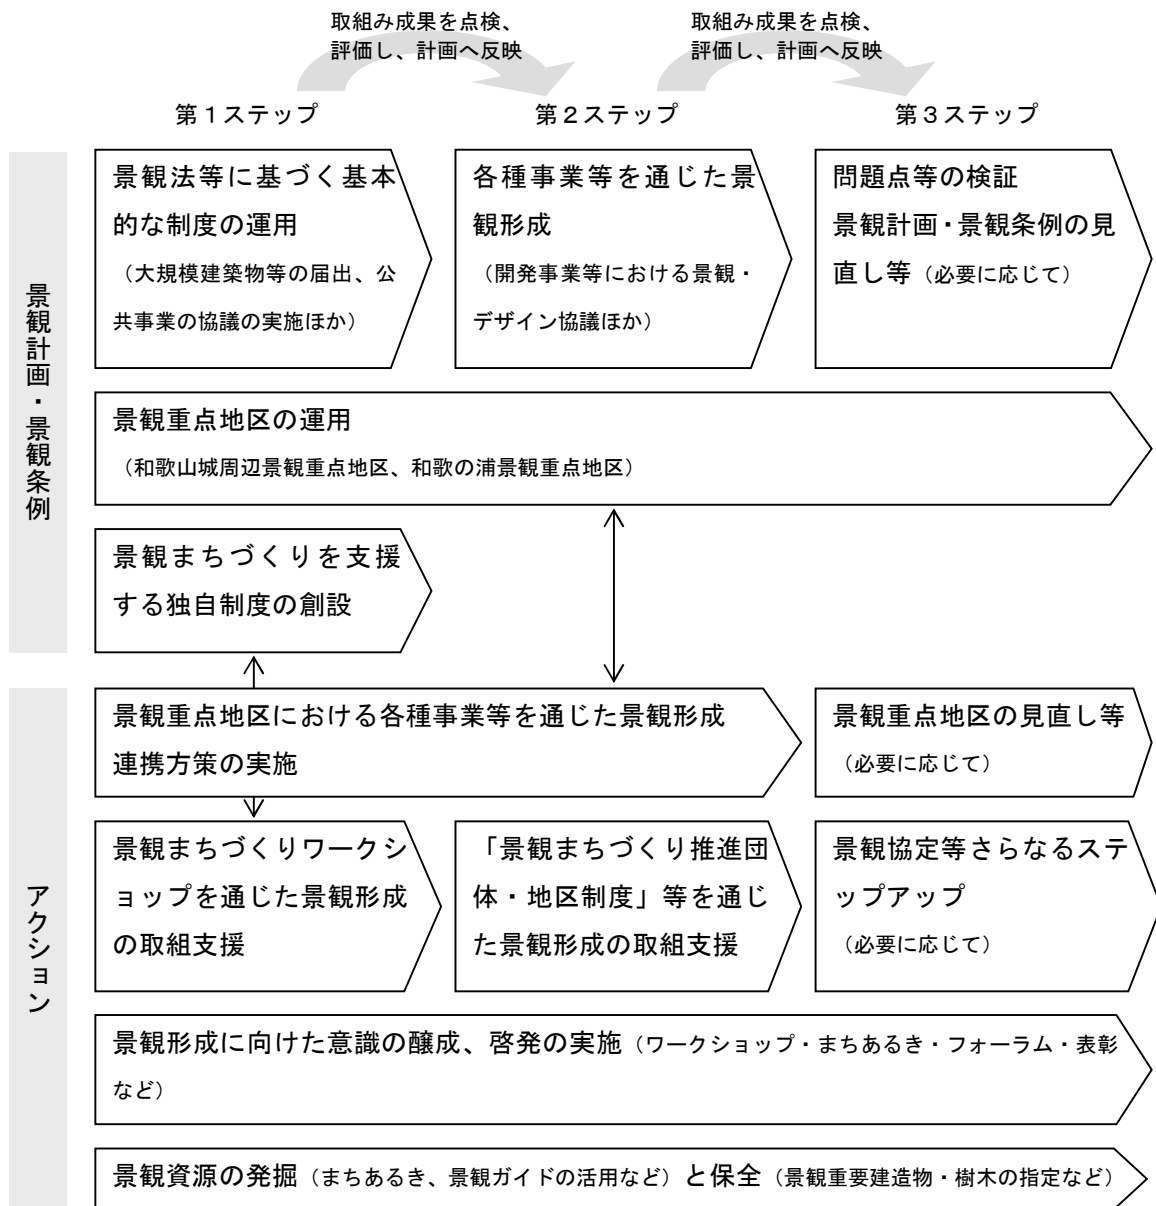 取組み成果を点検、
評価し、計画へ反映
取組み成果を点検、
評価し、計画へ反映
第１ステップ
第２ステップ
第３ステップ
景観計画・景観条例
景観法等に基づく基本
的な制度の運用
（大規模建築物等の届出、公
共事業の協議の実施ほか）
各種事業等を通じた景
観形成
（開発事業等における景観・
デザイン協議ほか）
問題点等の検証
景観計画・景観条例の見
直し等（必要に応じて）
景観重点地区の運用
（和歌山城周辺景観重点地区、和歌の浦景観重点地区）
景観まちづくりを支援
する独自制度の創設
アクション
景観重点地区における各種事業等を通じた景観形成
連携方策の実施
景観重点地区の見直し等
（必要に応じて）
景観まちづくりワークシ
ョップを通じた景観形成
の取組支援
「景観まちづくり推進団
体・地区制度」等を通じ
た景観形成の取組支援
景観協定等さらなるステ
ップアップ
（必要に応じて）
景観形成に向けた意識の醸成、啓発の実施（ワークショップ・まちあるき・フォーラム・表彰
など）
景観資源の発掘（まちあるき、景観ガイドの活用など）と保全（景観重要建造物・樹木の指定など）